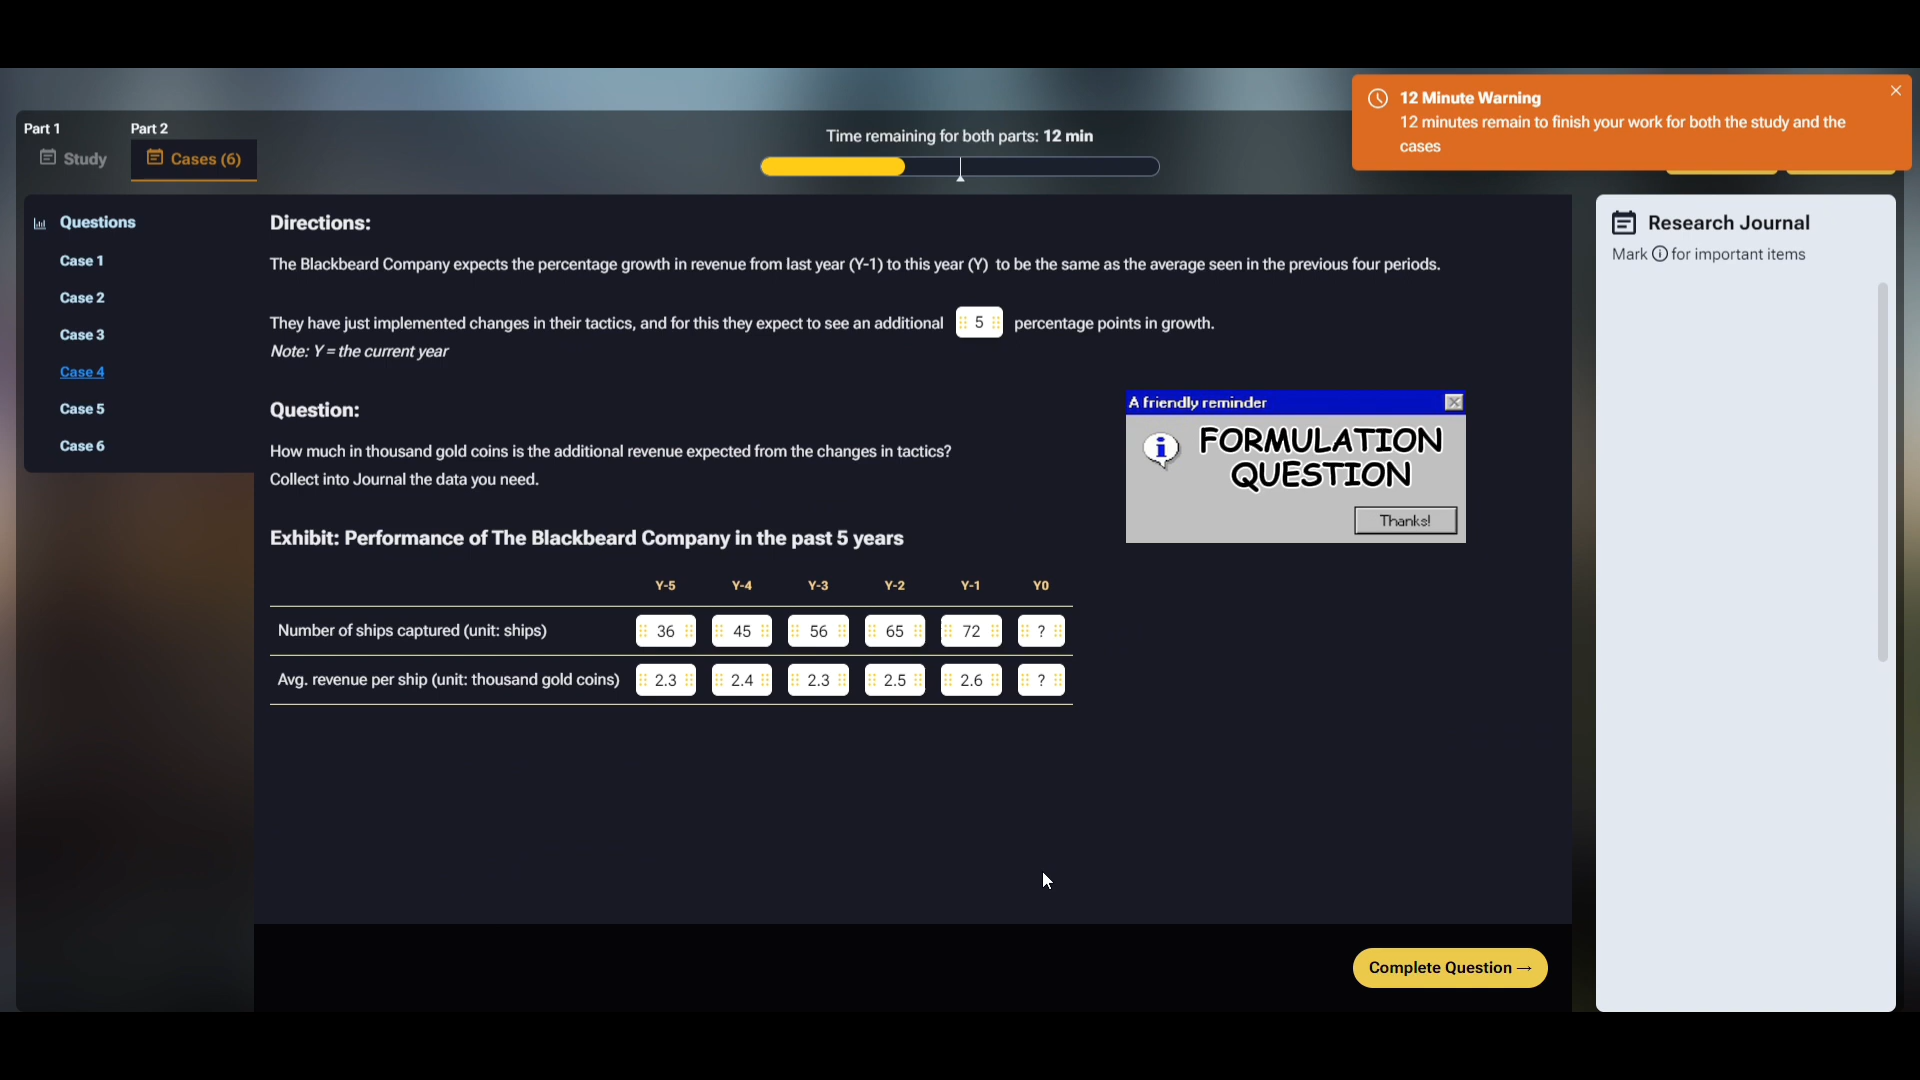 12 Minute Warning
12 minutes remain to finish your work for both the study and the
cases
Part 1
Part 2
Study
Cases (6)
Time remaining for both parts: 12 min
Questions
Case 1
Case 2
Case 3
Case 4
Case 5
Case 6
Directions:
The Blackbeard Company expects the percentage growth in revenue from last year (Y-1) to this year (Y) to be the same as the average seen in the previous four periods.
They have just implemented changes in their tactics, and for this they expect to see an additional 5 percentage points in growth.
Note: Y = the current year
Question:
How much in thousand gold coins is the additional revenue expected from the changes in tactics?
Collect into Journal the data you need.
A friendly reminder
FORMULATION
QUESTION
Thanks!
Exhibit: Performance of The Blackbeard Company in the past 5 years
Y-5 Y-4 Y-3 Y-2 Y-1 Y0
Number of ships captured (unit: ships) 36 45 56 65 72 ?
Avg. revenue per ship (unit: thousand gold coins) 2.3 2.4 2.3 2.5 2.6 ?
Complete Question →
Research Journal
Mark ⓘ for important items